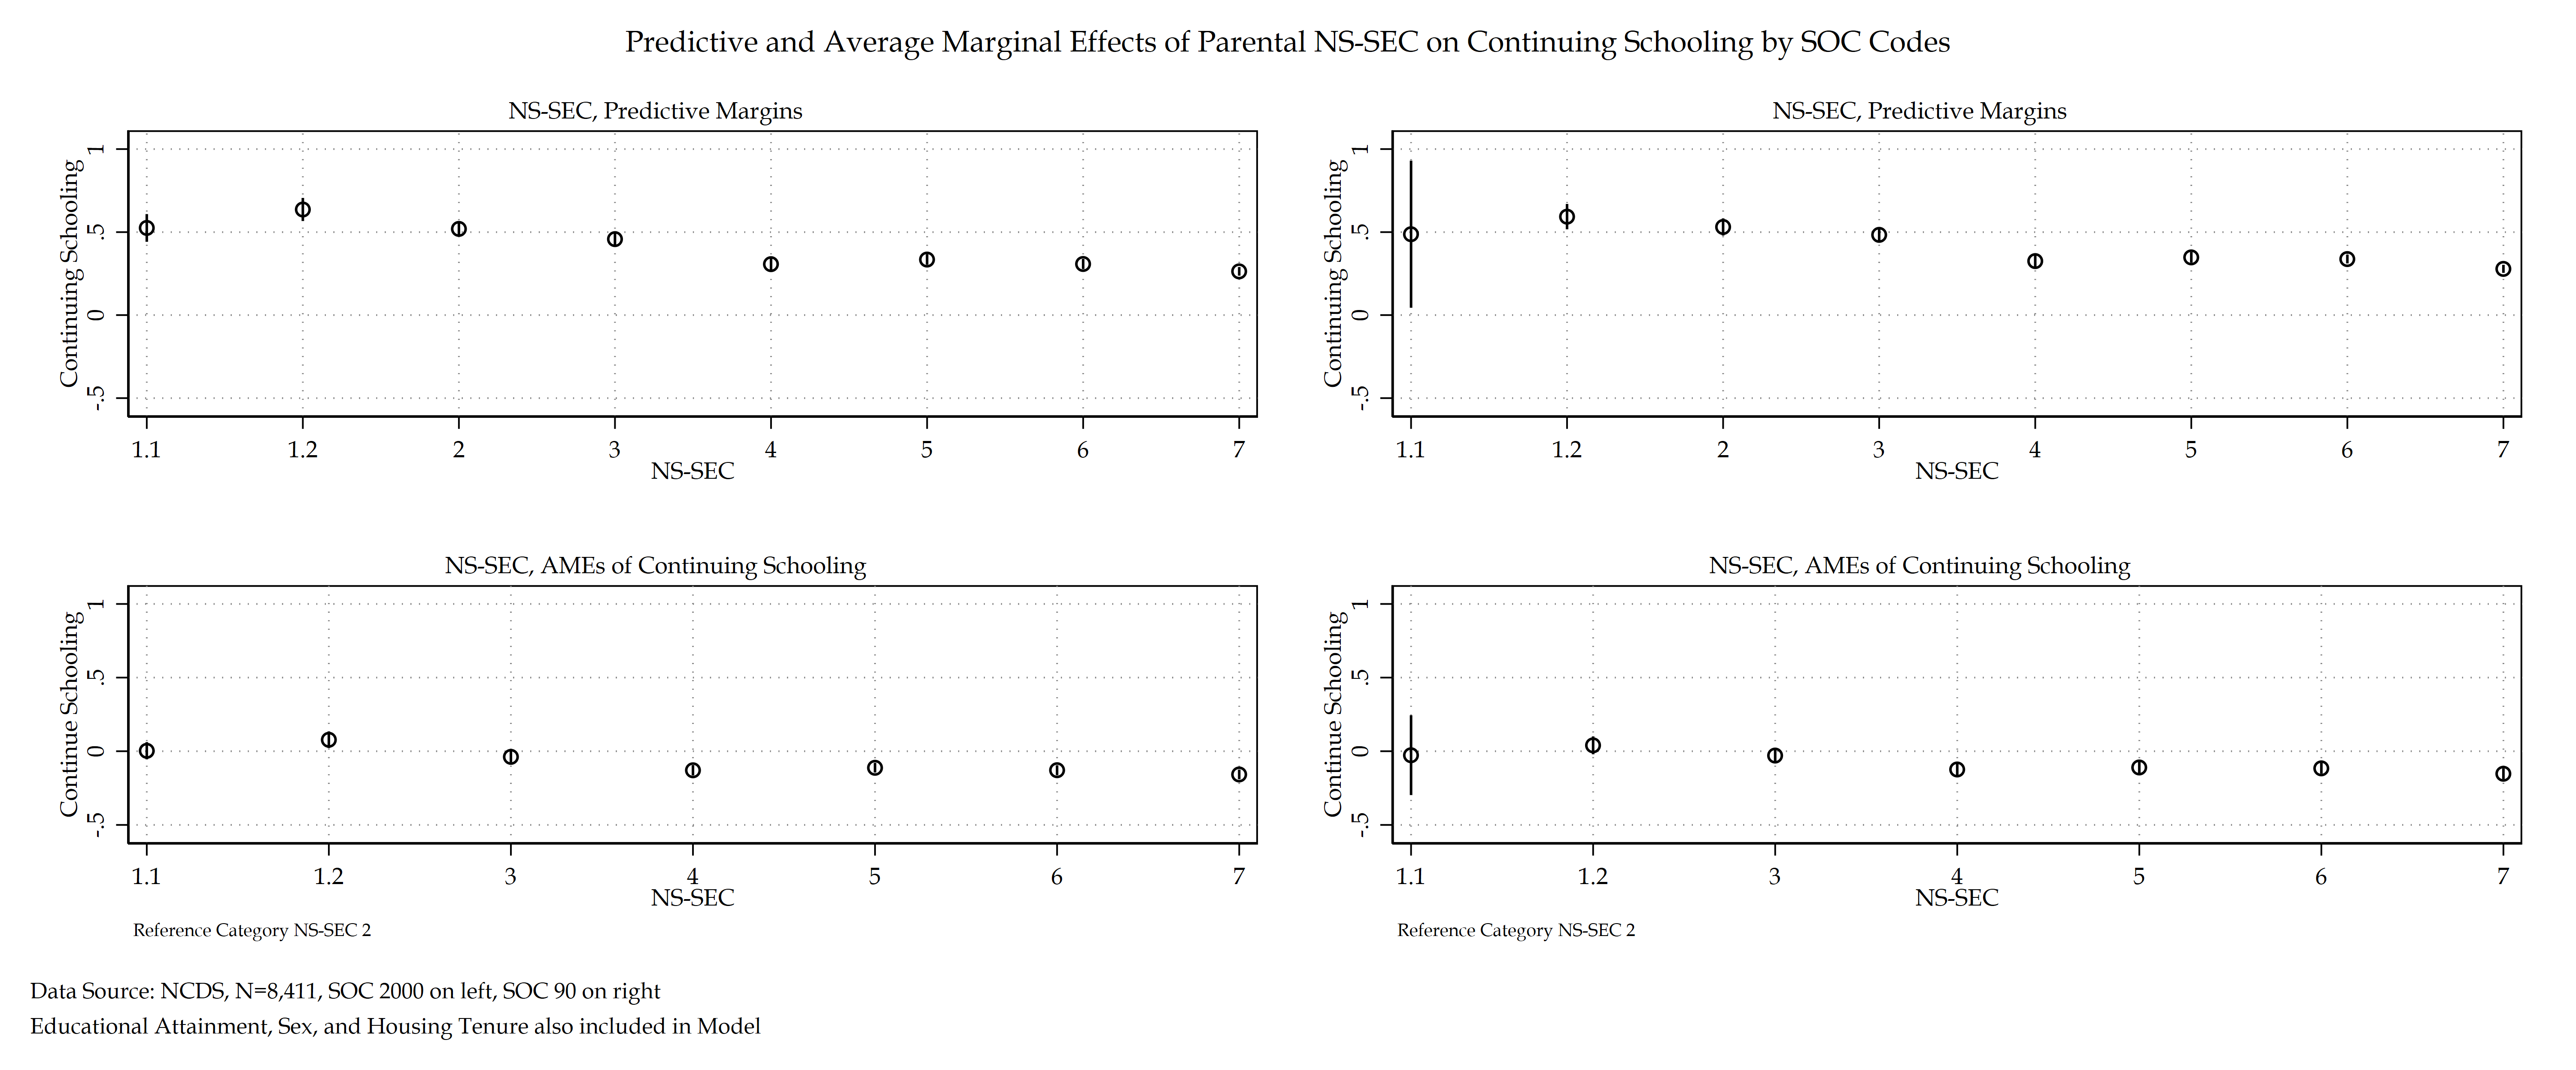 Predictive and Average Marginal Effects of Parental NS-SEC on Continuing Schooling by SOC Codes
NS-SEC, Predictive Margins
Continuing Schooling
1
.5
0
-.5
1.1 1.2 2 3 4 5 6 7
NS-SEC
NS-SEC, Predictive Margins
Continuing Schooling
1
.5
0
-.5
1.1 1.2 2 3 4 5 6 7
NS-SEC
NS-SEC, AMEs of Continuing Schooling
Continue Schooling
1
.5
0
-.5
1.1 1.2 3 4 5 6 7
NS-SEC
Reference Category NS-SEC 2
NS-SEC, AMEs of Continuing Schooling
Continue Schooling
1
.5
0
-.5
1.1 1.2 3 4 5 6 7
NS-SEC
Reference Category NS-SEC 2
Data Source: NCDS, N=8,411, SOC 2000 on left, SOC 90 on right
Educational Attainment, Sex, and Housing Tenure also included in Model